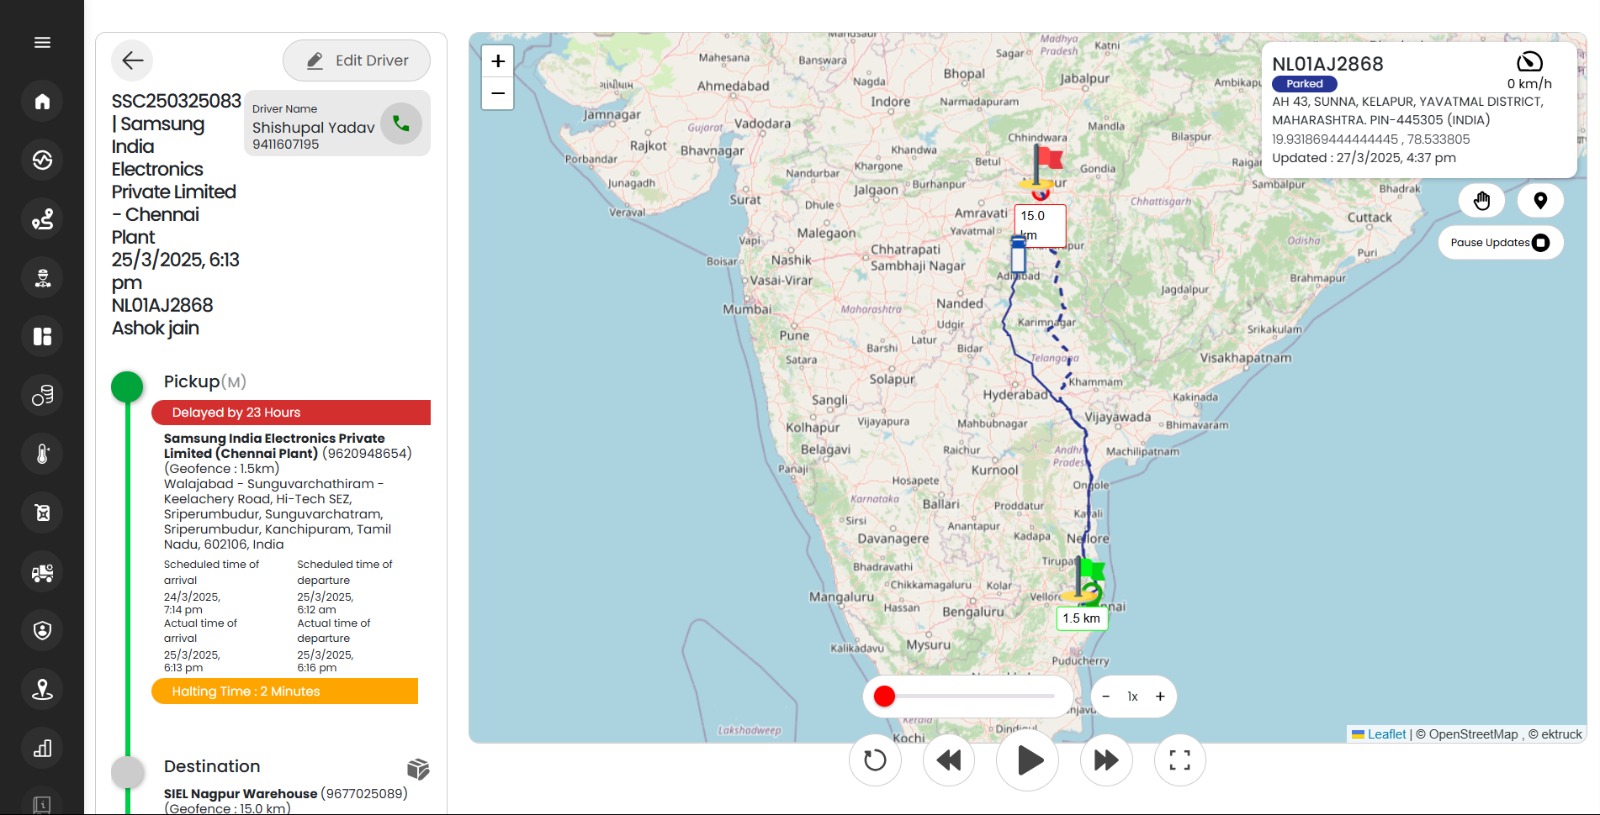 Edit Driver
SSC250325083
| Samsung
India
Electronics
Private Limited
- Chennai
Plant
25/3/2025, 6:13
pm
NL01AJ2868
Ashok jain
Driver Name
Shishupal Yadav
9411607195
Pickup(M)
Delayed by 23 Hours
Samsung India Electronics Private
Limited (Chennai Plant) (9620948654)
(Geofence : 1.5km)
Walajabad - Sunguvarchathiram -
Keelachery Road, Hi-Tech SEZ,
Sriperumbudur, Sunguvarchatram,
Sriperumbudur, Kanchipuram, Tamil
Nadu, 602106, India
Scheduled time of
arrival
24/3/2025,
7:14 pm
Scheduled time of
departure
25/3/2025,
6:12 am
Actual time of
arrival
25/3/2025,
6:13 pm
Actual time of
departure
25/3/2025,
6:16 pm
Halting Time : 2 Minutes
Destination
SIEL Nagpur Warehouse (9677025089)
(Geofence : 15.0 km)
+
−
NL01AJ2868
Parked
0 km/h
AH 43, SUNNA, KELAPUR, YAVATMAL DISTRICT,
MAHARASHTRA. PIN-445305 (INDIA)
19.931869444444445 , 78.533805
Updated : 27/3/2025, 4:37 pm
Pause Updates
Mahesana
Banswara
Sagar
Madhya
Pradesh
Katni
Ahmedabad
Nagda
Bhopal
Jabalpur
Ambikapu
Jamnagar
Indore
Narmadapuram
Vadodara
Gujarat
Chhindwara
Mandla
Bilaspur
Rajkot
Bhavnagar
Khandwa
Betul
Gondia
Raigar
Porbandar
Nandurbar
Khargone
Burhanpur
Sambalpur
Bhadrak
Junagadh
Surat
Jalgaon
Chhattisgarh
Dhule
Veraval
Amravati
Cuttack
15.0
km
Malegaon
Yavatmal
Vapi
Chhatrapati
Sambhaji Nagar
Odisha
Puri
Boisar
Nashik
Adilabad
Brahmapur
Vasai-Virar
Jagdalpur
Mumbai
Maharashtra
Nanded
Udgir
Karimnagar
Srikakulam
Pune
Latur
Satara
Barshi
Bidar
Telangana
Visakhapatnam
Solapur
Khammam
Sangli
Hyderabad
Kakinada
Kolhapur
Vijayapura
Mahbubnagar
Vijayawada
Bhimavaram
Belagavi
Raichur
Andhra
Pradesh
Machilipatnam
Panaji
Kurnool
Hosapete
Ongole
Karnataka
Ballari
Proddatur
Kavali
Sirsi
Anantapur
Davanagere
Kadapa
Nellore
Bhadravathi
Tirupati
Chikkamagaluru
Kolar
Mangaluru
Hassan
Bengaluru
Vellore
1.5 km
Kalikadavu
Mysuru
Puducherry
Lakshadweep
Kerala
Kochi
− 1x +
Leaflet | © OpenStreetMap , © ektruck